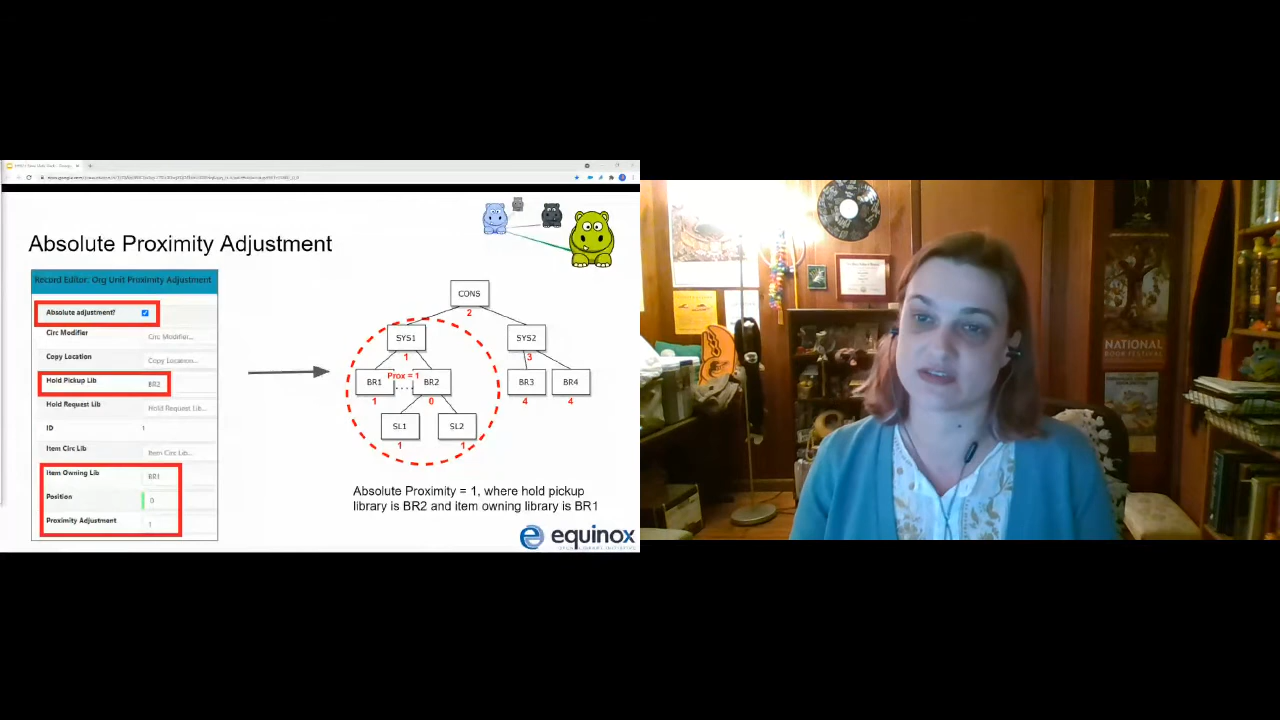 Absolute Proximity Adjustment
Record Editor: Org Unit Proximity Adjustment
Absolute adjustment?
Circ Modifier
Circ Modifier...
Copy Location
Copy Location...
Hold Pickup Lib
BR2
Hold Request Lib
Hold Request Lib...
ID
1
Item Circ Lib
Item Circ Lib...
Item Owning Lib
BR1
Position
0
Proximity Adjustment
1
CONS
2
SYS1
1
SYS2
3
BR1
1
Prox = 1
BR2
0
BR3
4
BR4
4
SL1
1
SL2
1
Absolute Proximity = 1, where hold pickup
library is BR2 and item owning library is BR1
equinox
NATIONAL
BOOK FESTIVAL